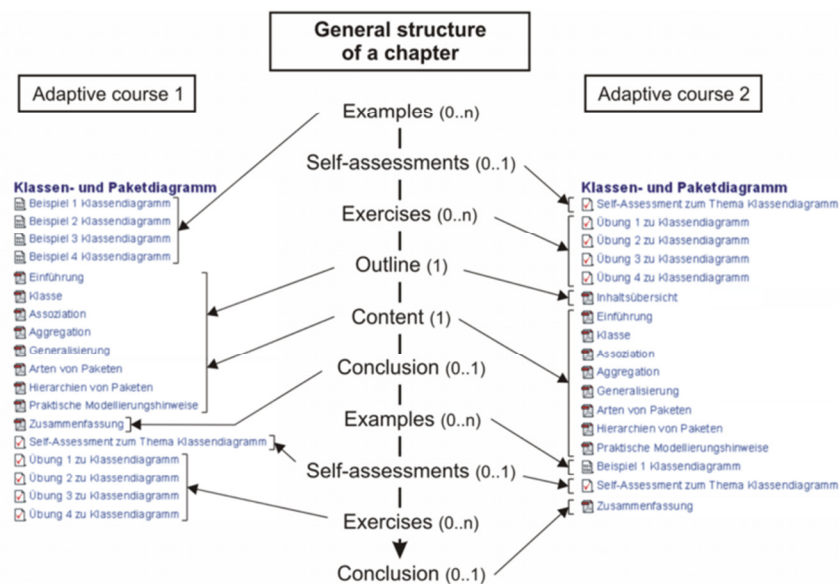 General structure
of a chapter
Adaptive course 1
Klassen- und Paketdiagramm
Beispiel 1 Klassendiagramm
Beispiel 2 Klassendiagramm
Beispiel 3 Klassendiagramm
Beispiel 4 Klassendiagramm
Einführung
Klasse
Assoziation
Aggregation
Generalisierung
Arten von Paketen
Hierarchien von Paketen
Praktische Modellierungshinweise
Zusammenfassung
Self-Assessment zum Thema Klassendiagramm
Übung 1 zu Klassendiagramm
Übung 2 zu Klassendiagramm
Übung 3 zu Klassendiagramm
Übung 4 zu Klassendiagramm
Examples (0..n)
Self-assessments (0..1)
Exercises (0..n)
Outline (1)
Content (1)
Conclusion (0..1)
Examples (0..n)
Self-assessments (0..1)
Exercises (0..n)
Conclusion (0..1)
Adaptive course 2
Klassen- und Paketdiagramm
Self-Assessment zum Thema Klassendiagramm
Übung 1 zu Klassendiagramm
Übung 2 zu Klassendiagramm
Übung 3 zu Klassendiagramm
Übung 4 zu Klassendiagramm
Inhaltsübersicht
Einführung
Klasse
Assoziation
Aggregation
Generalisierung
Arten von Paketen
Hierarchien von Paketen
Praktische Modellierungshinweise
Beispiel 1 Klassendiagramm
Self-Assessment zum Thema Klassendiagramm
Zusammenfassung